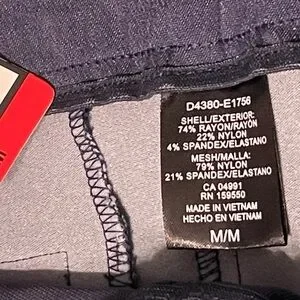 D4380-E1756
SHELL/EXTERIOR:
74% RAYON/RAYÓN
22% NYLON
4% SPANDEX/ELASTANO
MESH/MALLA:
79% NYLON
21% SPANDEX/ELASTANO
CA 04991
RN 159550
MADE IN VIETNAM
HECHO EN VIETNAM
M/M